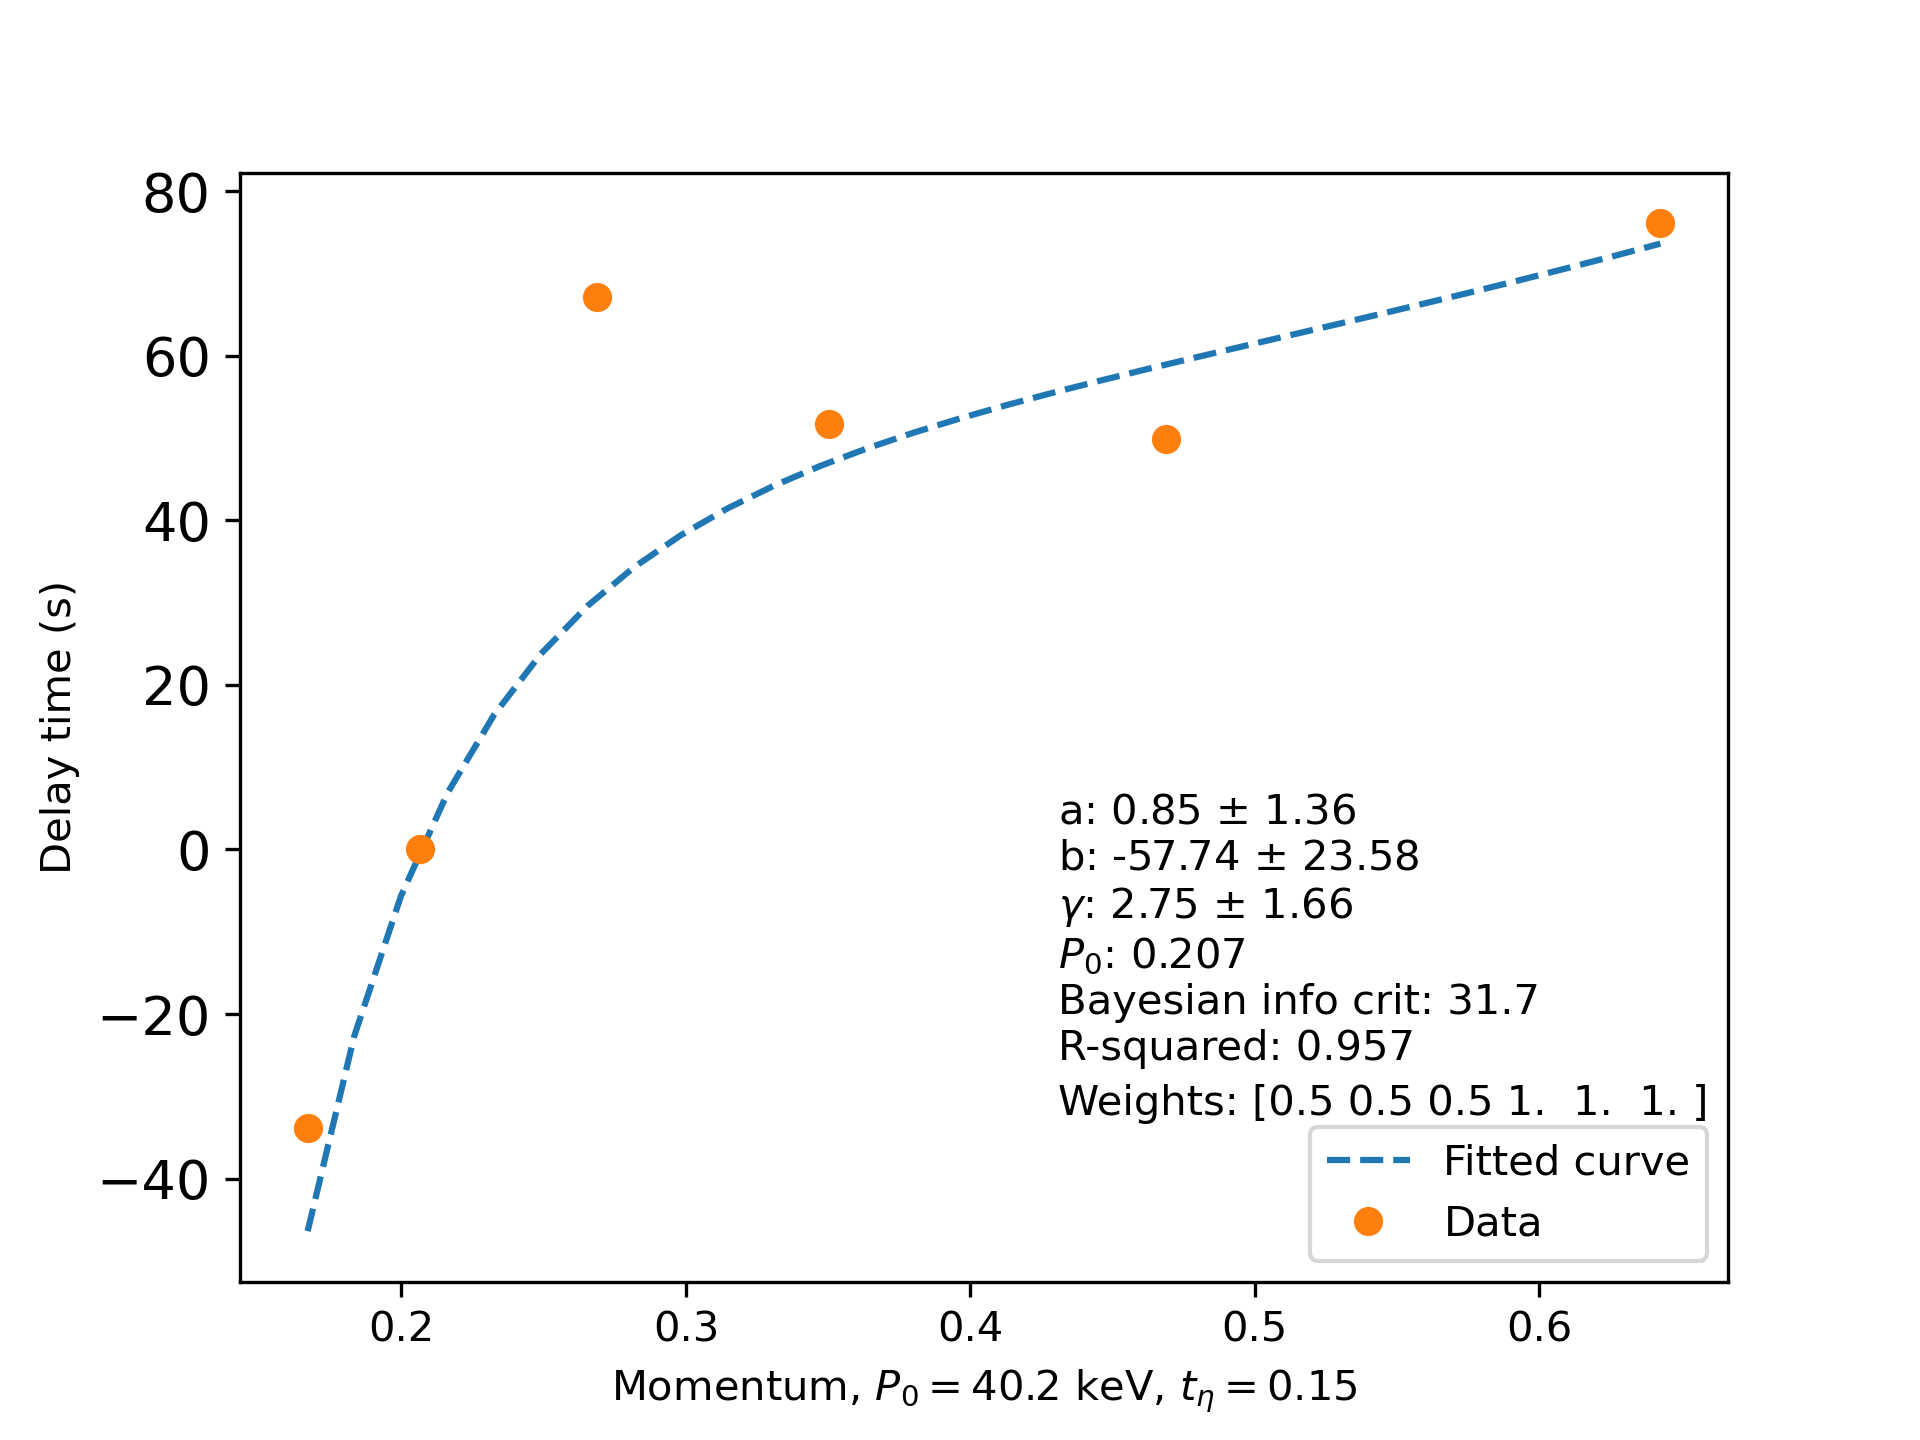 80
60
40
20
0
−20
−40
Delay time (s)
a: 0.85 ± 1.36
b: -57.74 ± 23.58
γ: 2.75 ± 1.66
P₀: 0.207
Bayesian info crit: 31.7
R-squared: 0.957
Weights: [0.5 0.5 0.5 1.  1.  1. ]
Fitted curve
Data
0.2 0.3 0.4 0.5 0.6
Momentum, P₀ = 40.2 keV, tη = 0.15